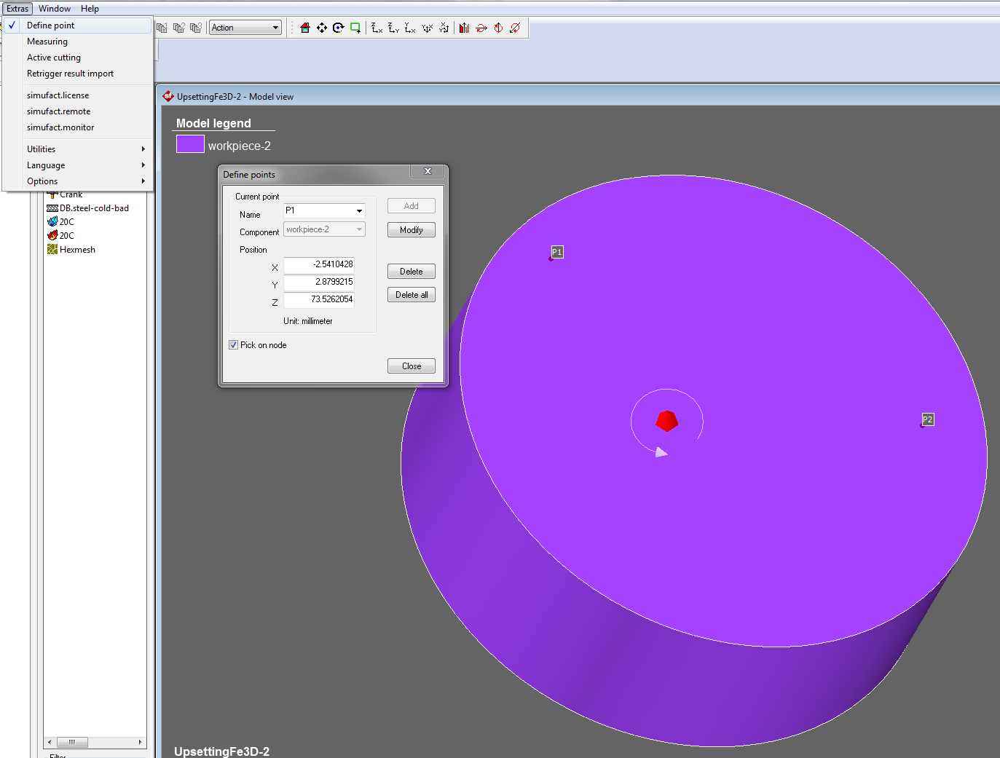 Extras Window Help
Define point
Measuring
Active cutting
Retrigger result import
simufact.license
simufact.remote
simufact.monitor
Utilities
Language
Options
Action
Z X
Z Y
Y X
Crank
DB.steel-cold-bad
20C
20C
Hexmesh
UpsettingFe3D-2 - Model view
Model legend
workpiece-2
Define points
Current point
Name P1
Component workpiece-2
Position
X -2.5410428
Y 2.8799215
Z 73.5262054
Unit: millimeter
Pick on node
Add
Modify
Delete
Delete all
Close
P1
P2
UpsettingFe3D-2
Filter